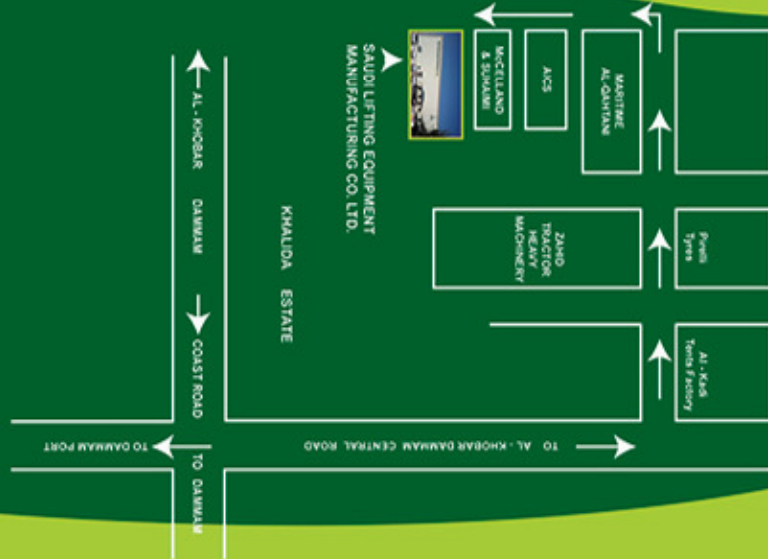 MARITIME
AL-QAHTANI
AICS
McCELLAND
& SUHAIMI
SAUDI LIFTING EQUIPMENT
MANUFACTURING CO. LTD.
Pirelli
Tyres
ZAHID
TRACTOR
HEAVY
MACHINERY
Al - Kadi
Tents Factory
KHALIDA ESTATE
AL - KHOBAR DAMMAM COAST ROAD
TO DAMMAM
TO AL - KHOBAR DAMMAM CENTRAL ROAD
TO DAMMAM PORT